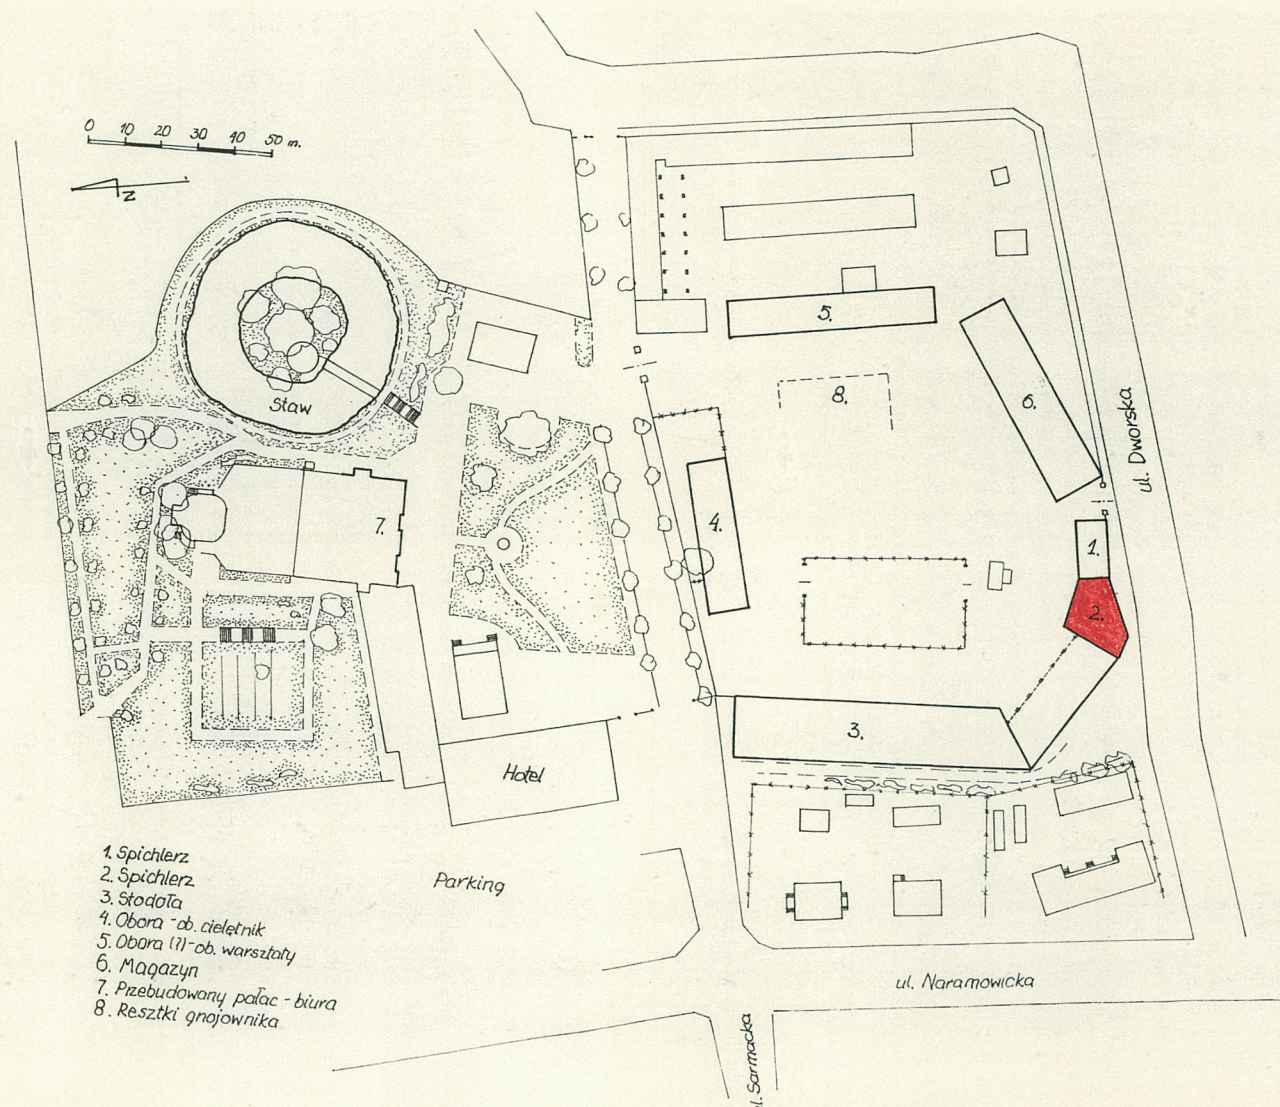 0 10 20 30 40 50 m.
N
Staw
5.
8.
6.
ul. Dworska
7.
4.
1.
2.
3.
Hotel
Parking
1. Spichlerz
2. Spichlerz
3. Stodoła
4. Obora - ob. cielętnik
5. Obora (?) - ob. warsztaty
6. Magazyn
7. Przebudowany pałac - biura
8. Resztki gnojownika
ul. Naramowicka
ul. Sarmacka